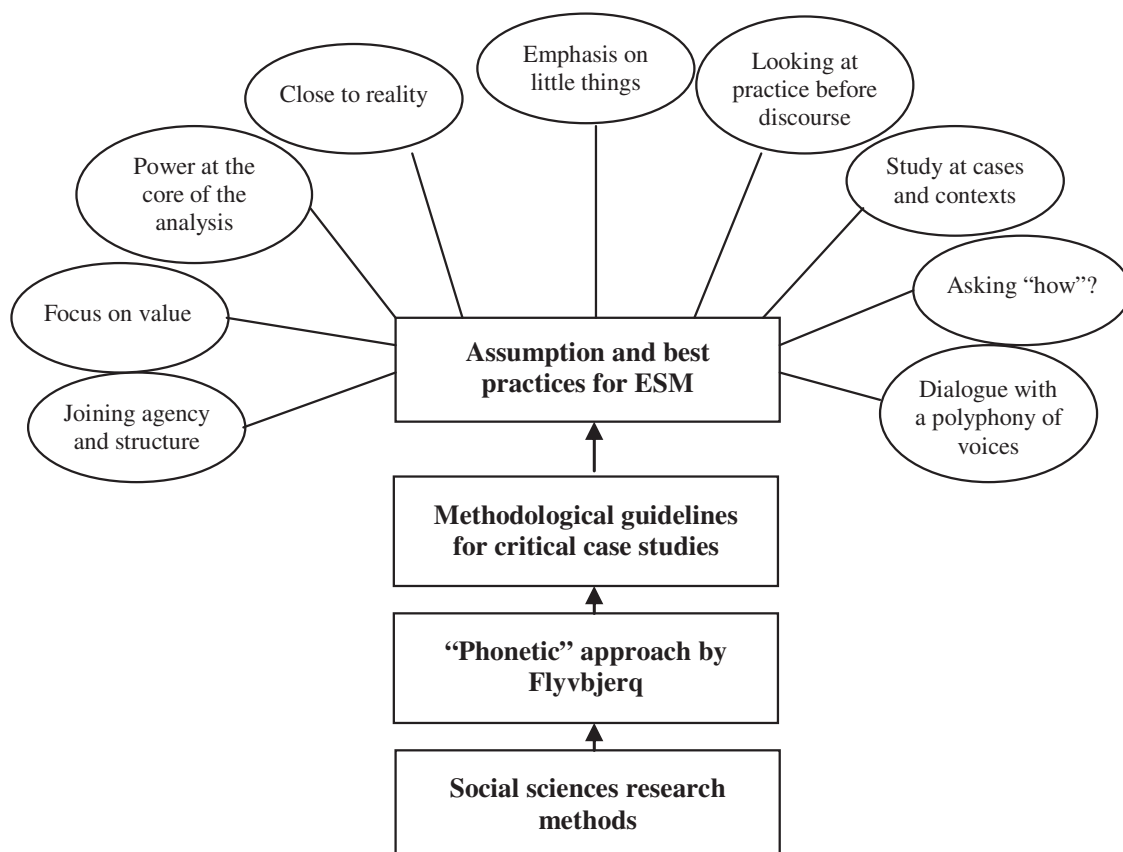 Emphasis on
little things
Looking at
practice before
discourse
Close to reality
Power at the
core of the
analysis
Study at cases
and contexts
Focus on value
Asking “how”?
Joining agency
and structure
Dialogue with
a polyphony of
voices
Assumption and best
practices for ESM
Methodological guidelines
for critical case studies
“Phonetic” approach by
Flyvbjerq
Social sciences research
methods